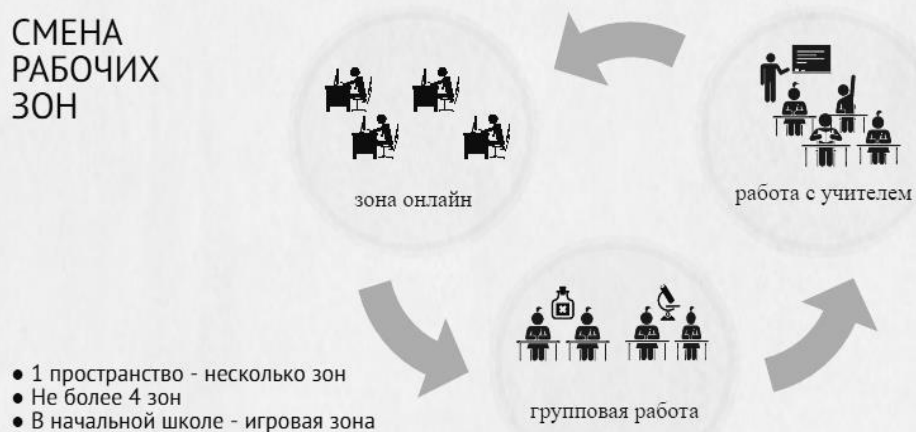 СМЕНА
РАБОЧИХ
ЗОН
зона онлайн
работа с учителем
групповая работа
● 1 пространство - несколько зон
● Не более 4 зон
● В начальной школе - игровая зона